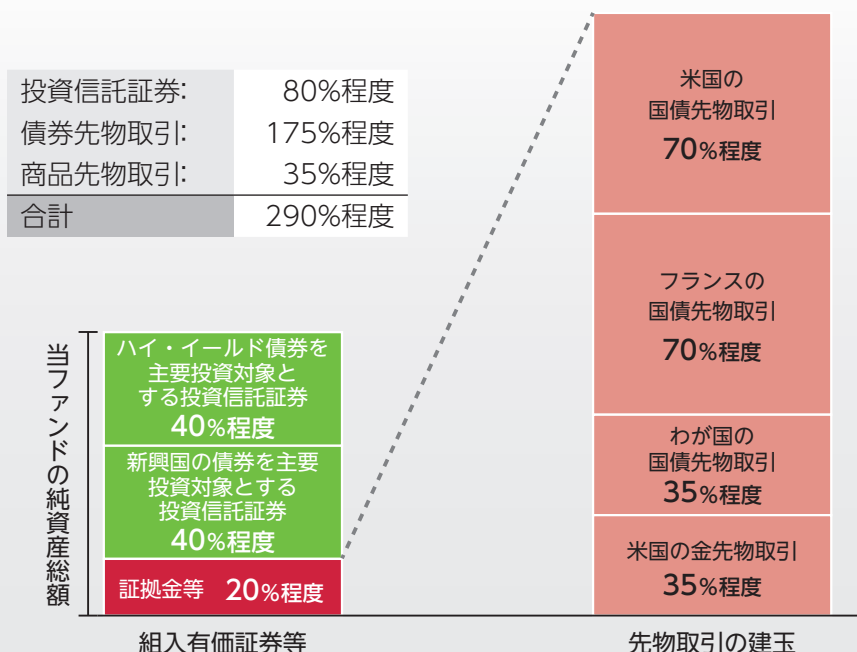 投資信託証券: 80%程度
債券先物取引: 175%程度
商品先物取引: 35%程度
合計 290%程度
当ファンドの純資産総額
ハイ・イールド債券を
主要投資対象と
する投資信託証券
40%程度
新興国の債券を主要
投資対象とする
投資信託証券
40%程度
証拠金等 20%程度
組入有価証券等
米国の
国債先物取引
70%程度
フランスの
国債先物取引
70%程度
わが国の
国債先物取引
35%程度
米国の金先物取引
35%程度
先物取引の建玉